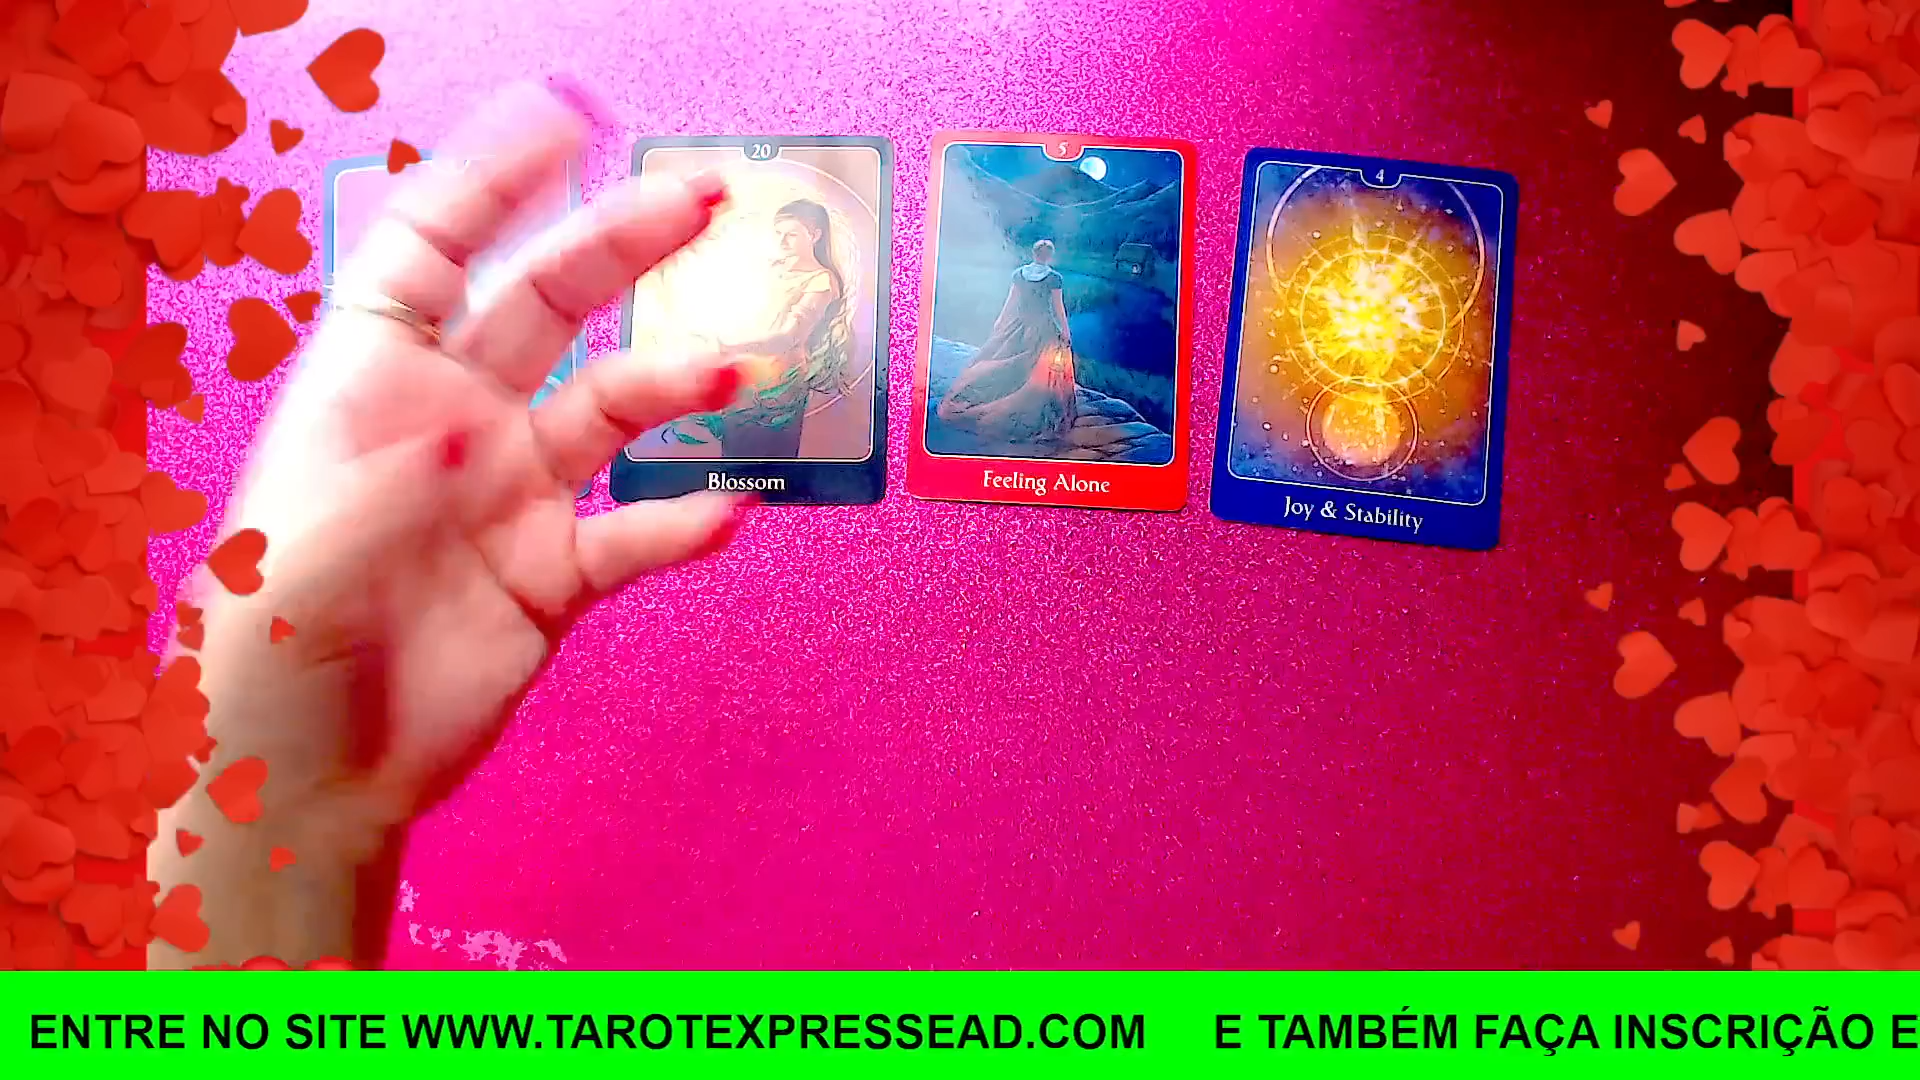 20
5
4
Blossom
Feeling Alone
Joy & Stability
ENTRE NO SITE WWW.TAROTEXPRESSEAD.COM E TAMBÉM FAÇA INSCRIÇÃO E